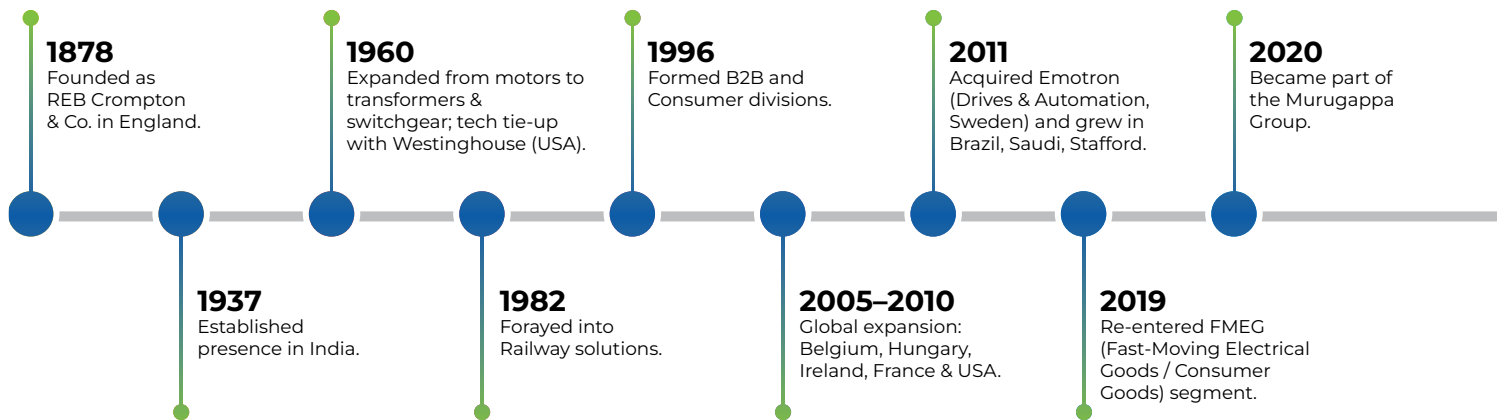 1878
Founded as
REB Crompton
& Co. in England.
1937
Established
presence in India.
1960
Expanded from motors to
transformers &
switchgear; tech tie-up
with Westinghouse (USA).
1982
Forayed into
Railway solutions.
1996
Formed B2B and
Consumer divisions.
2005–2010
Global expansion:
Belgium, Hungary,
Ireland, France & USA.
2011
Acquired Emotron
(Drives & Automation,
Sweden) and grew in
Brazil, Saudi, Stafford.
2019
Re-entered FMEG
(Fast-Moving Electrical
Goods / Consumer
Goods) segment.
2020
Became part of
the Murugappa
Group.